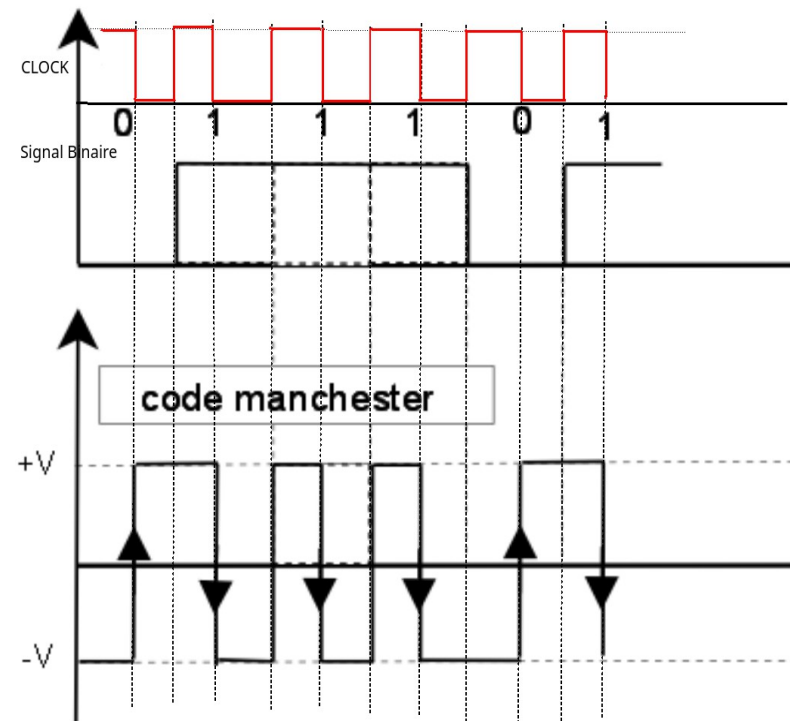 CLOCK
0 1 1 1 0 1
Signal Binaire
code manchester
+V
-V